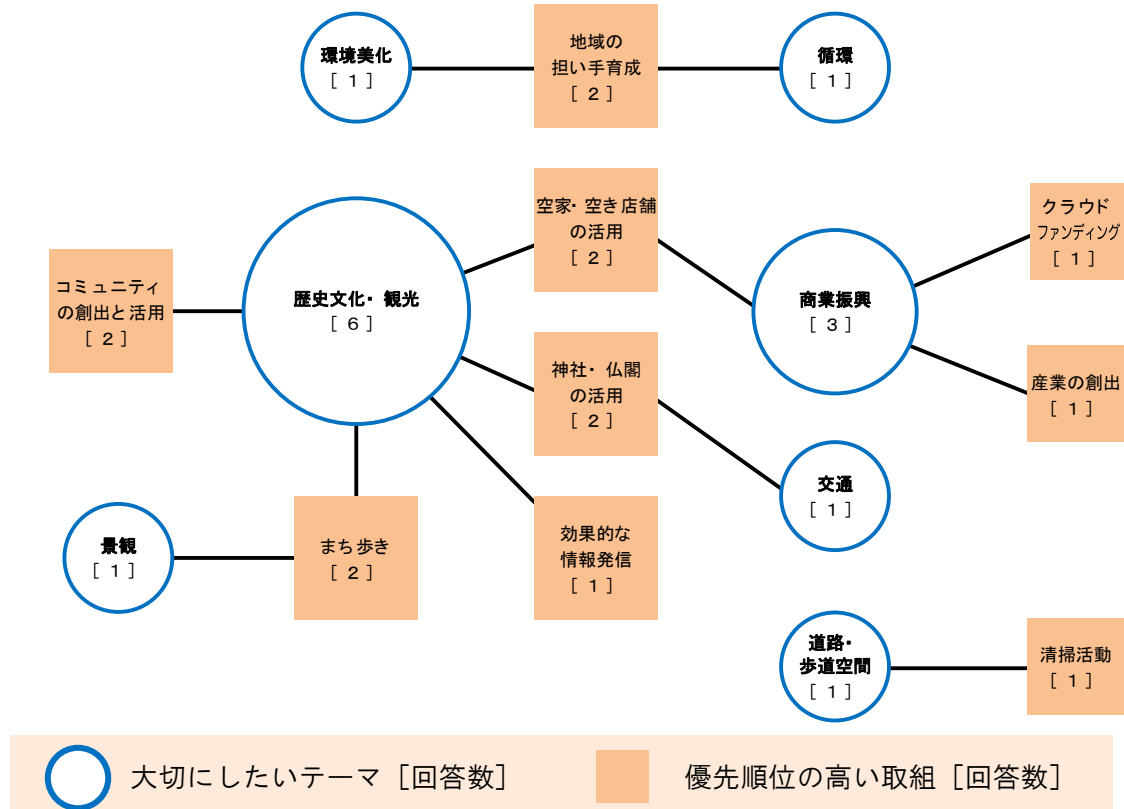 環境美化
[ 1 ]
地域の
担い手育成
[ 2 ]
循環
[ 1 ]
空家・空き店舗
の活用
[ 2 ]
クラウド
ファンディング
[ 1 ]
コミュニティ
の創出と活用
[ 2 ]
歴史文化・観光
[ 6 ]
商業振興
[ 3 ]
神社・仏閣
の活用
[ 2 ]
産業の創出
[ 1 ]
交通
[ 1 ]
景観
[ 1 ]
まち歩き
[ 2 ]
効果的な
情報発信
[ 1 ]
道路・
歩道空間
[ 1 ]
清掃活動
[ 1 ]
大切にしたいテーマ［回答数］
優先順位の高い取組［回答数］